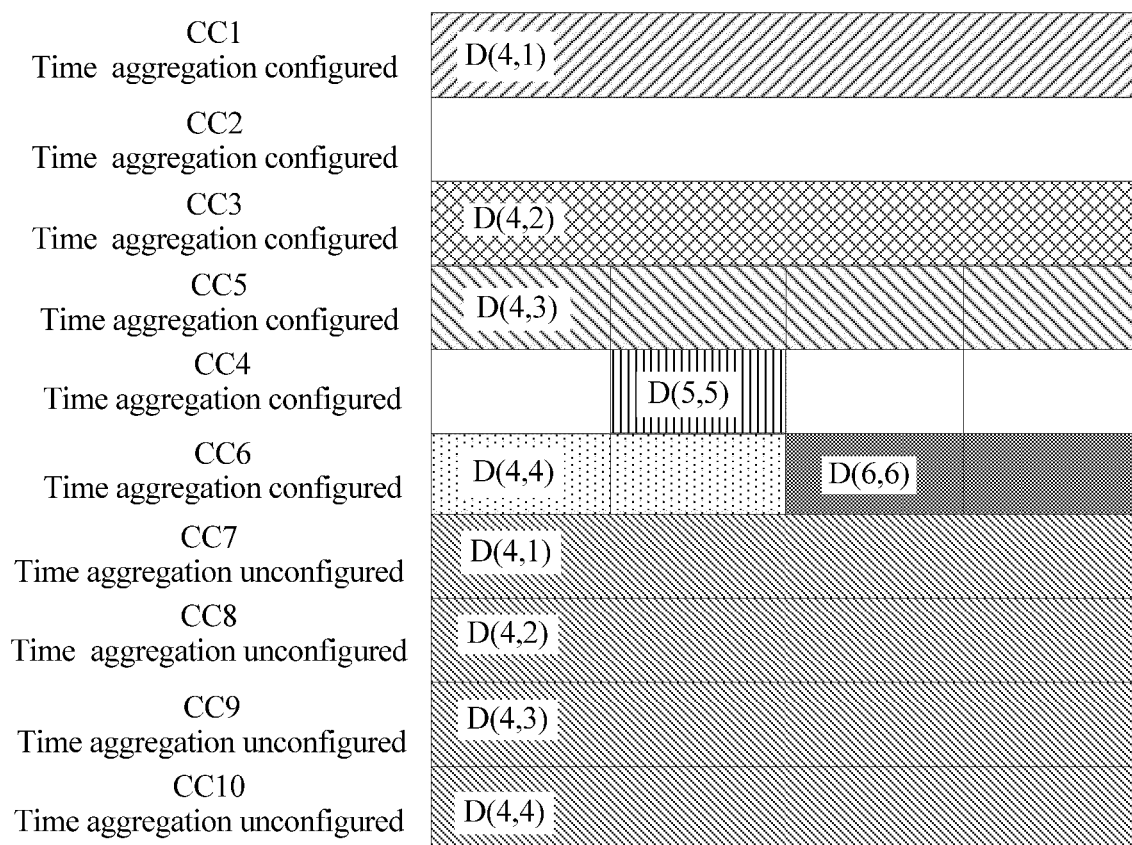 CC1
Time aggregation configured
D(4,1)
CC2
Time aggregation configured
CC3
Time aggregation configured
D(4,2)
CC5
Time aggregation configured
D(4,3)
CC4
Time aggregation configured
D(5,5)
CC6
Time aggregation configured
D(4,4)
D(6,6)
CC7
Time aggregation unconfigured
D(4,1)
CC8
Time aggregation unconfigured
D(4,2)
CC9
Time aggregation unconfigured
D(4,3)
CC10
Time aggregation unconfigured
D(4,4)